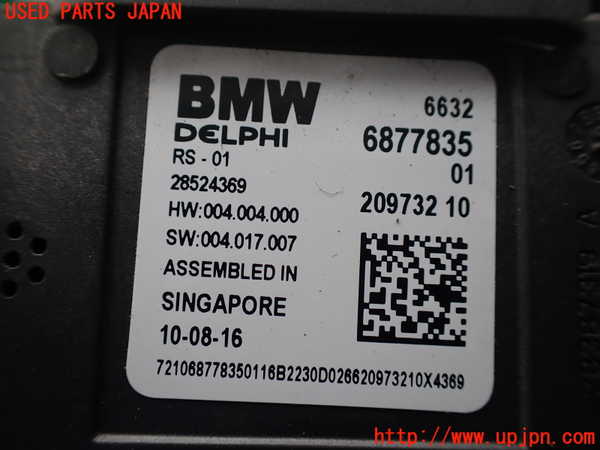 USED PARTS JAPAN
BMW 6632
DELPHI 6877835
RS - 01 01
28524369 209732 10
HW:004.004.000
SW:004.017.007
ASSEMBLED IN
SINGAPORE
10-08-16
721068778350116B2230D026620973210X4369
URL:http://www.upjpn.com